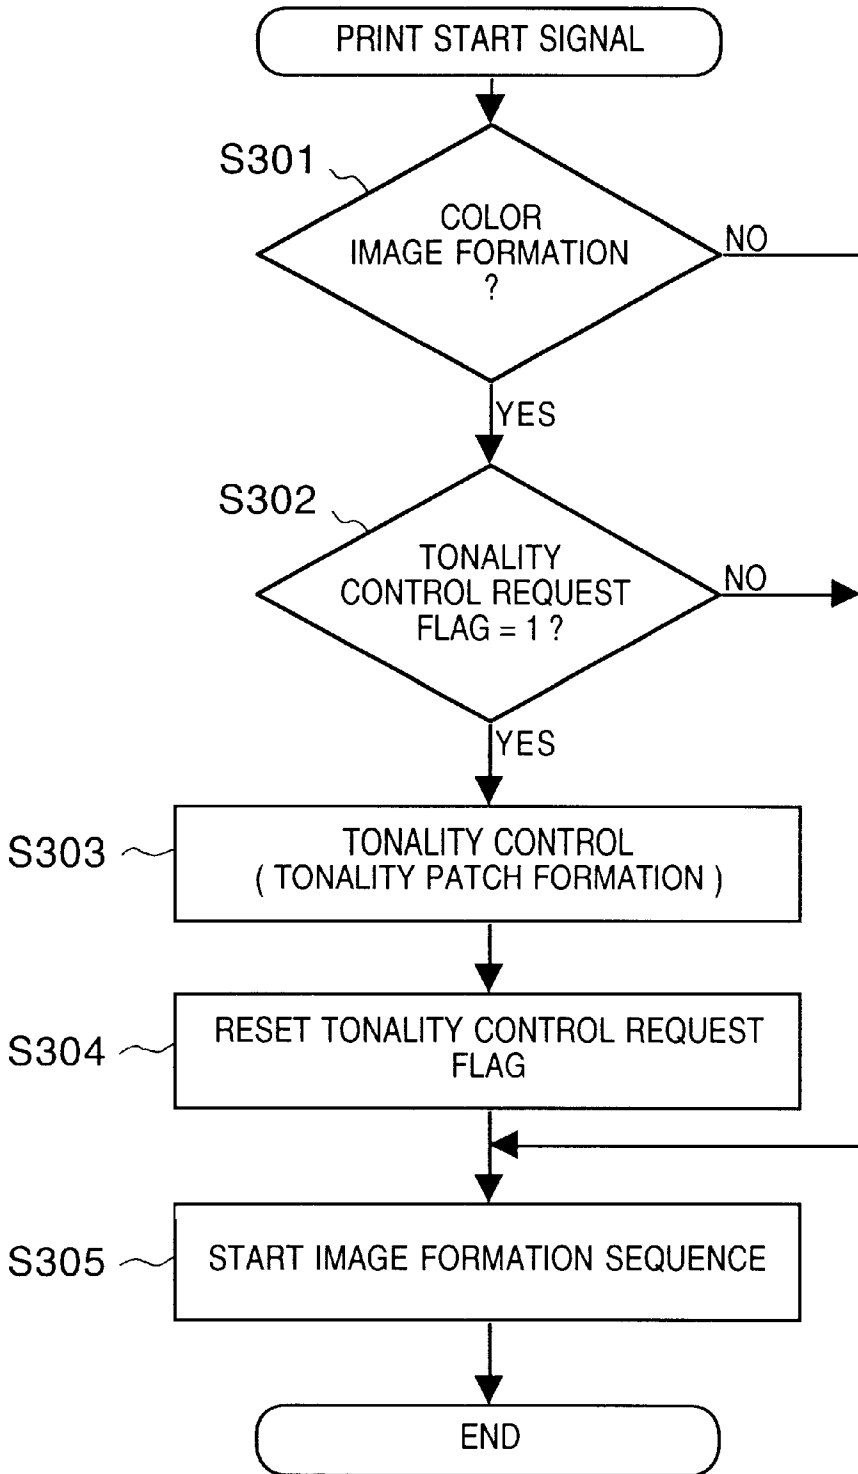 PRINT START SIGNAL
S301
COLOR
IMAGE FORMATION
?
NO
YES
S302
TONALITY
CONTROL REQUEST
FLAG = 1 ?
NO
YES
S303
TONALITY CONTROL
( TONALITY PATCH FORMATION )
S304
RESET TONALITY CONTROL REQUEST
FLAG
S305
START IMAGE FORMATION SEQUENCE
END